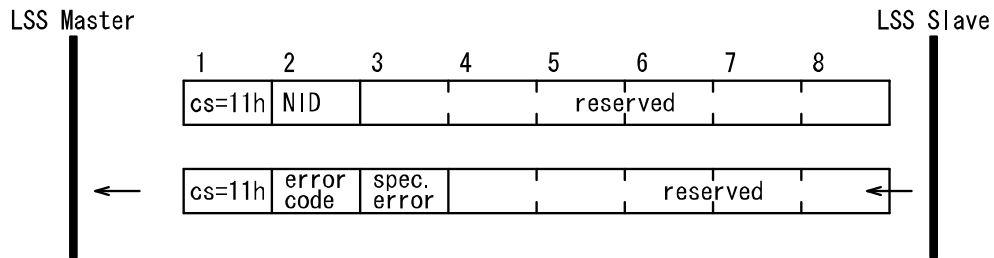 LSS Master LSS Slave
1 2 3 4 5 6 7 8
cs=11h NID reserved
cs=11h error code spec. error reserved